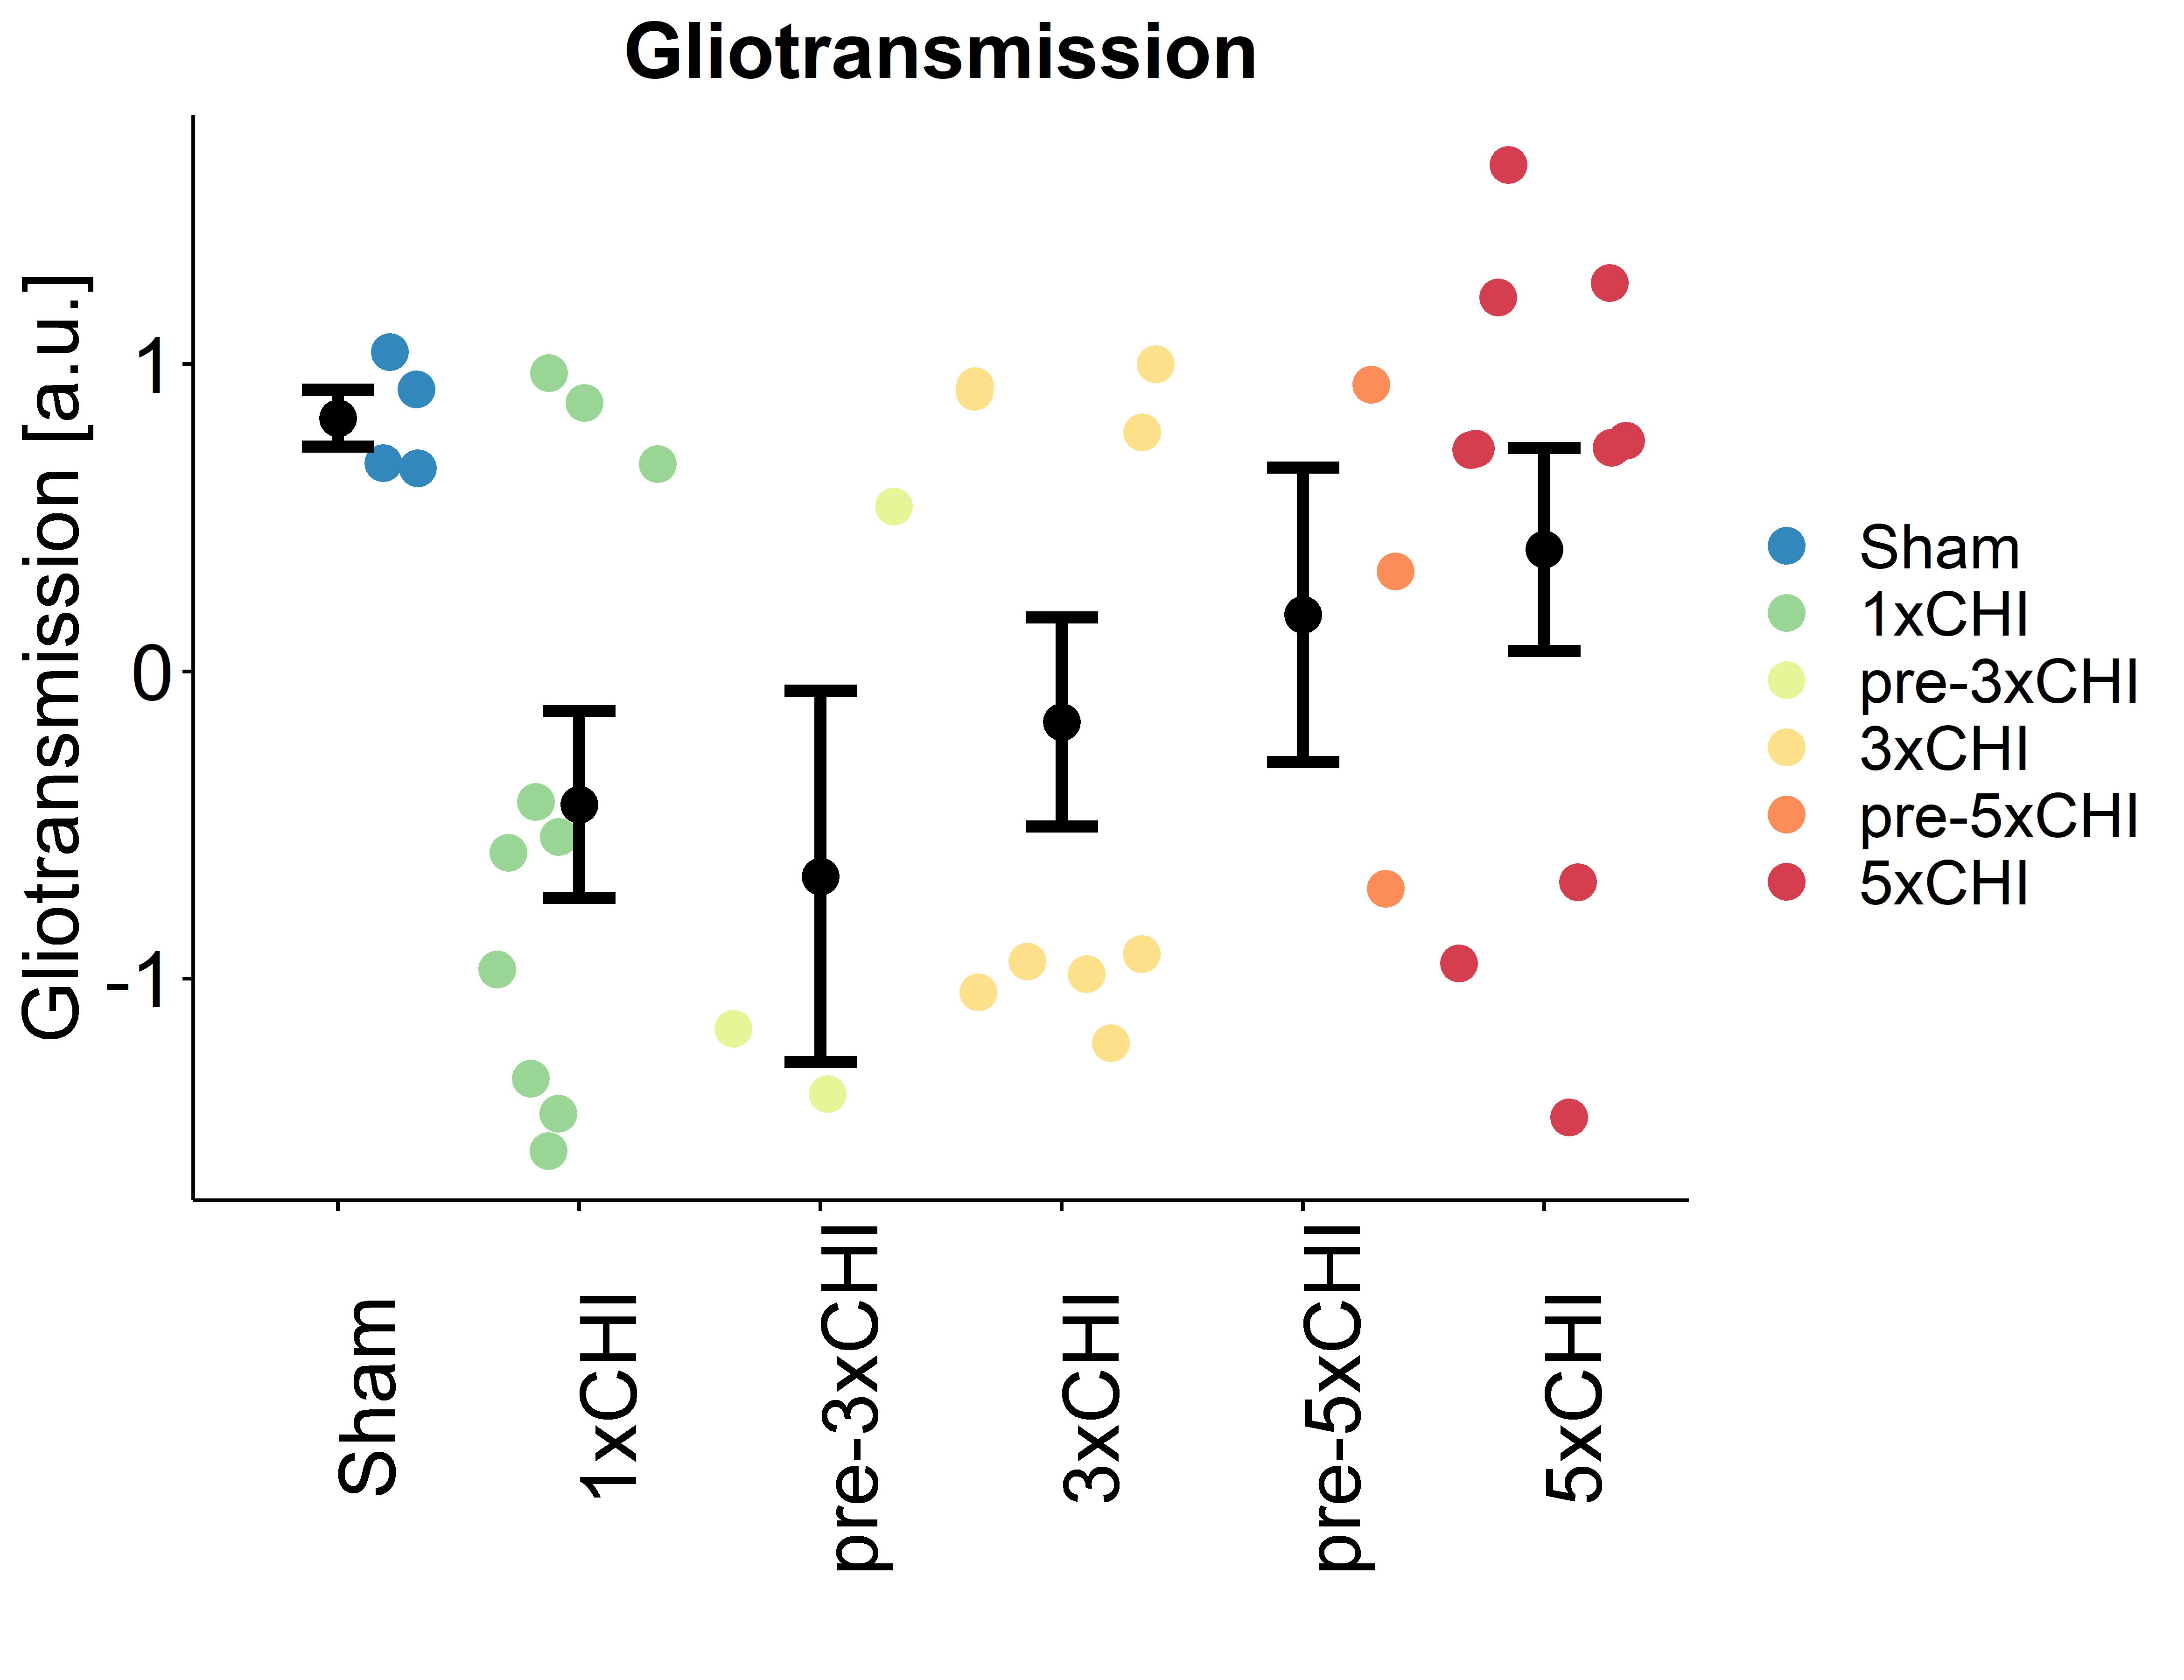 Gliotransmission
Gliotransmission [a.u.]
1
0
-1
Sham
1xCHI
pre-3xCHI
3xCHI
pre-5xCHI
5xCHI
Sham
1xCHI
pre-3xCHI
3xCHI
pre-5xCHI
5xCHI